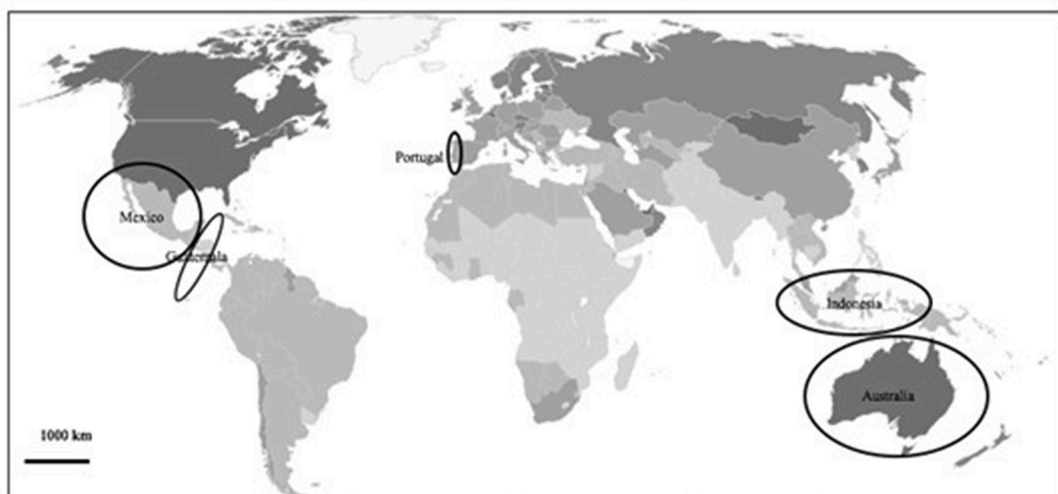 Portugal
Mexico
Guatemala
Indonesia
Australia
1000 km